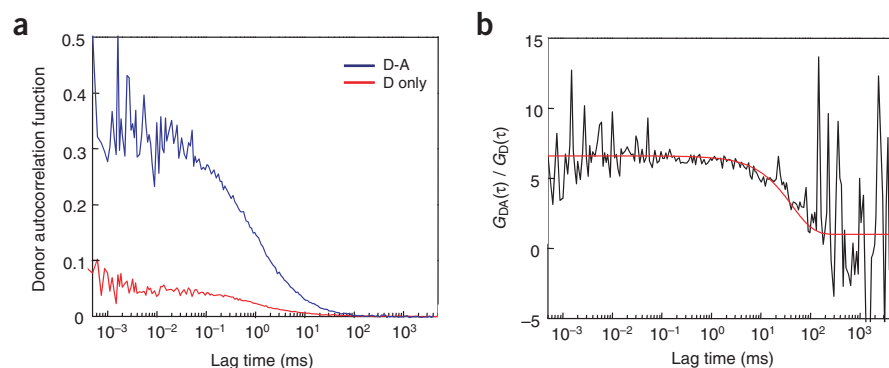 a
Donor autocorrelation function
0.5
0.4
0.3
0.2
0.1
0
D-A
D only
10⁻³ 10⁻² 10⁻¹ 10⁰ 10¹ 10² 10³
Lag time (ms)
b
G_DA(τ) / G_D(τ)
15
10
5
0
−5
10⁻³ 10⁻² 10⁻¹ 10⁰ 10¹ 10² 10³
Lag time (ms)